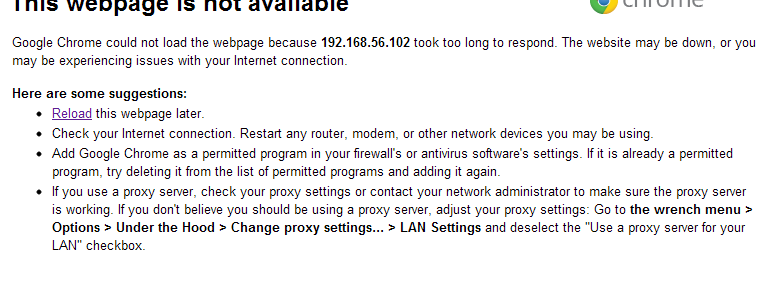 This webpage is not available
chrome
Google Chrome could not load the webpage because 192.168.56.102 took too long to respond. The website may be down, or you
may be experiencing issues with your Internet connection.
Here are some suggestions:
• Reload this webpage later.
• Check your Internet connection. Restart any router, modem, or other network devices you may be using.
• Add Google Chrome as a permitted program in your firewall's or antivirus software's settings. If it is already a permitted
program, try deleting it from the list of permitted programs and adding it again.
• If you use a proxy server, check your proxy settings or contact your network administrator to make sure the proxy server
is working. If you don't believe you should be using a proxy server, adjust your proxy settings: Go to the wrench menu >
Options > Under the Hood > Change proxy settings... > LAN Settings and deselect the "Use a proxy server for your
LAN" checkbox.